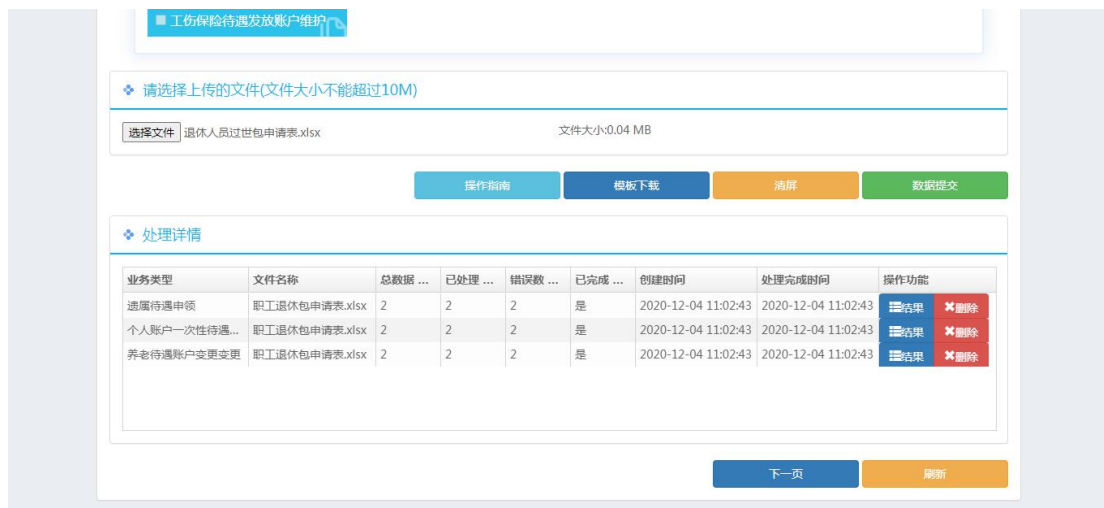 工伤保险待遇发放账户维护
请选择上传的文件(文件大小不能超过10M)
选择文件 退休人员过世包申请表.xlsx 文件大小:0.04 MB
操作指南 模板下载 清屏 数据提交
处理详情
业务类型 文件名称 总数据 ... 已处理 ... 错误数 ... 已完成 ... 创建时间 处理完成时间 操作功能
遗属待遇申领 职工退休包申请表.xlsx 2 2 2 是 2020-12-04 11:02:43 2020-12-04 11:02:43 结果 删除
个人账户一次性待遇... 职工退休包申请表.xlsx 2 2 2 是 2020-12-04 11:02:43 2020-12-04 11:02:43 结果 删除
养老待遇账户变更变更 职工退休包申请表.xlsx 2 2 2 是 2020-12-04 11:02:43 2020-12-04 11:02:43 结果 删除
下一页 刷新